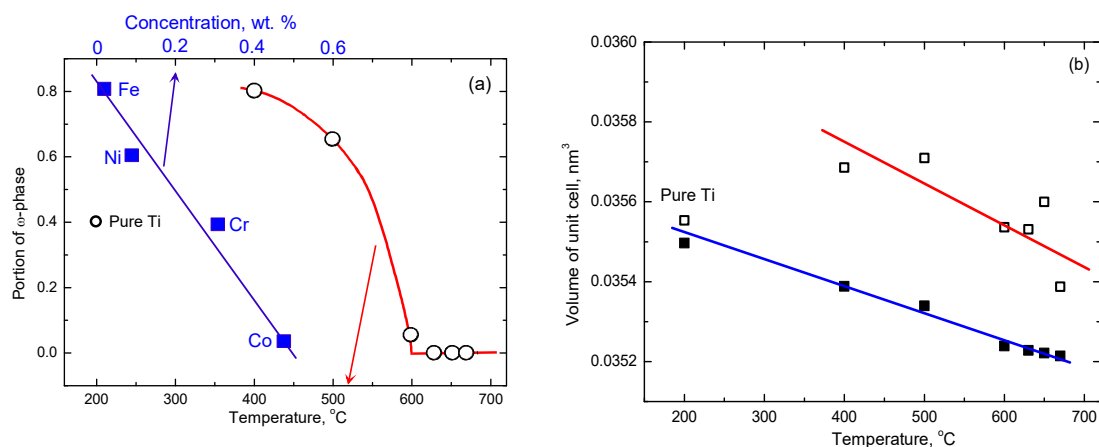 Concentration, wt. %
0 0.2 0.4 0.6
(a)
0.8
0.6
0.4
0.2
0.0
Portion of ω-phase
Fe
Ni
Pure Ti
Cr
Co
200 300 400 500 600 700
Temperature, °C
0.0360
0.0358
0.0356
0.0354
0.0352
Volume of unit cell, nm³
(b)
Pure Ti
200 300 400 500 600 700
Temperature, °C